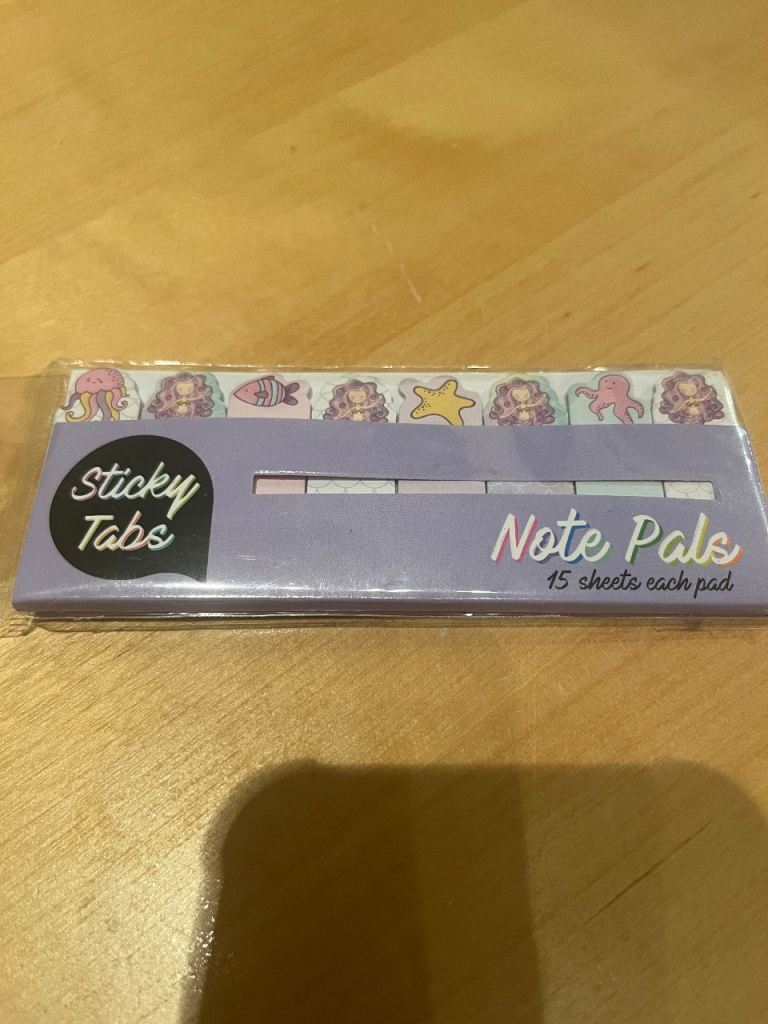 Sticky
Tabs
Note Pals
15 sheets each pad